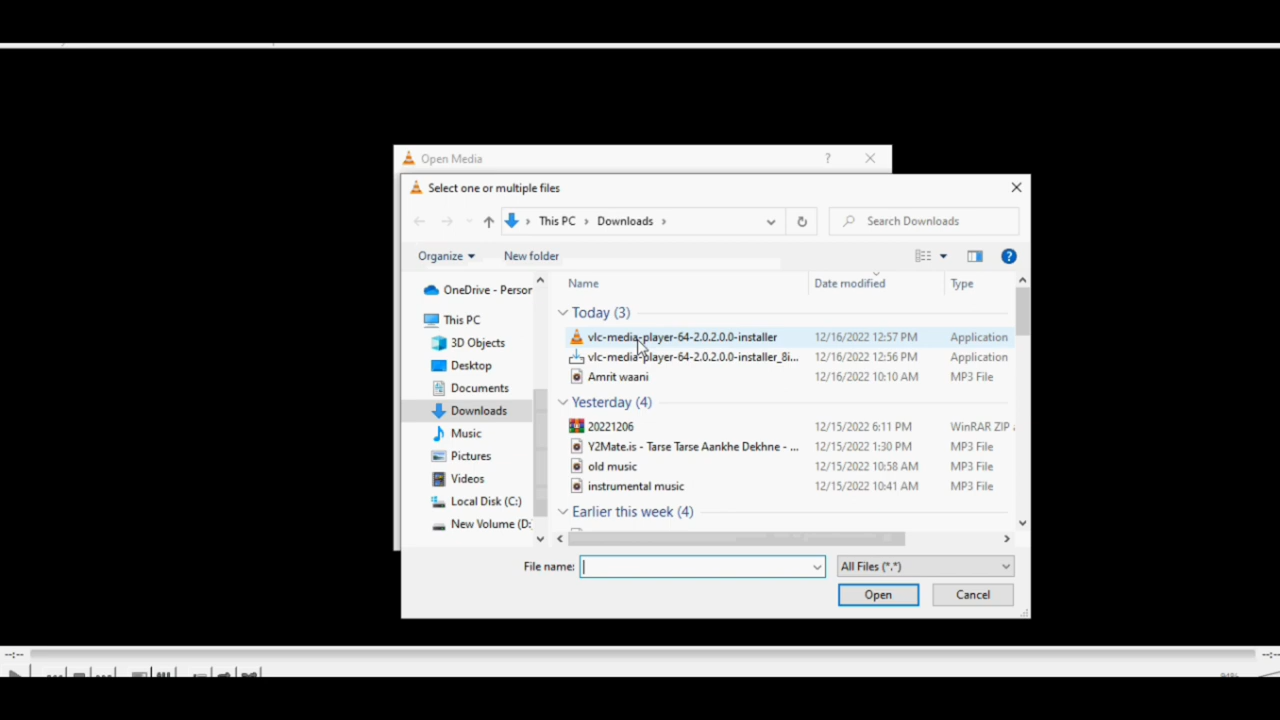 Open Media ?
Select one or multiple files
This PC > Downloads > Search Downloads
Organize New folder ?
Name Date modified Type
OneDrive - Person
This PC
3D Objects
Desktop
Documents
Downloads
Music
Pictures
Videos
Local Disk (C:)
New Volume (D:
Today (3)
vlc-media-player-64-2.0.2.0.0-installer 12/16/2022 12:57 PM Application
vlc-media-player-64-2.0.2.0.0-installer_8i... 12/16/2022 12:56 PM Application
Amrit waani 12/16/2022 10:10 AM MP3 File
Yesterday (4)
20221206 12/15/2022 6:11 PM WinRAR ZIP
Y2Mate.is - Tarse Tarse Aankhe Dekhne - ... 12/15/2022 1:30 PM MP3 File
old music 12/15/2022 10:58 AM MP3 File
instrumental music 12/15/2022 10:41 AM MP3 File
Earlier this week (4)
File name: All Files (*.*)
Open Cancel
--:-- --:--